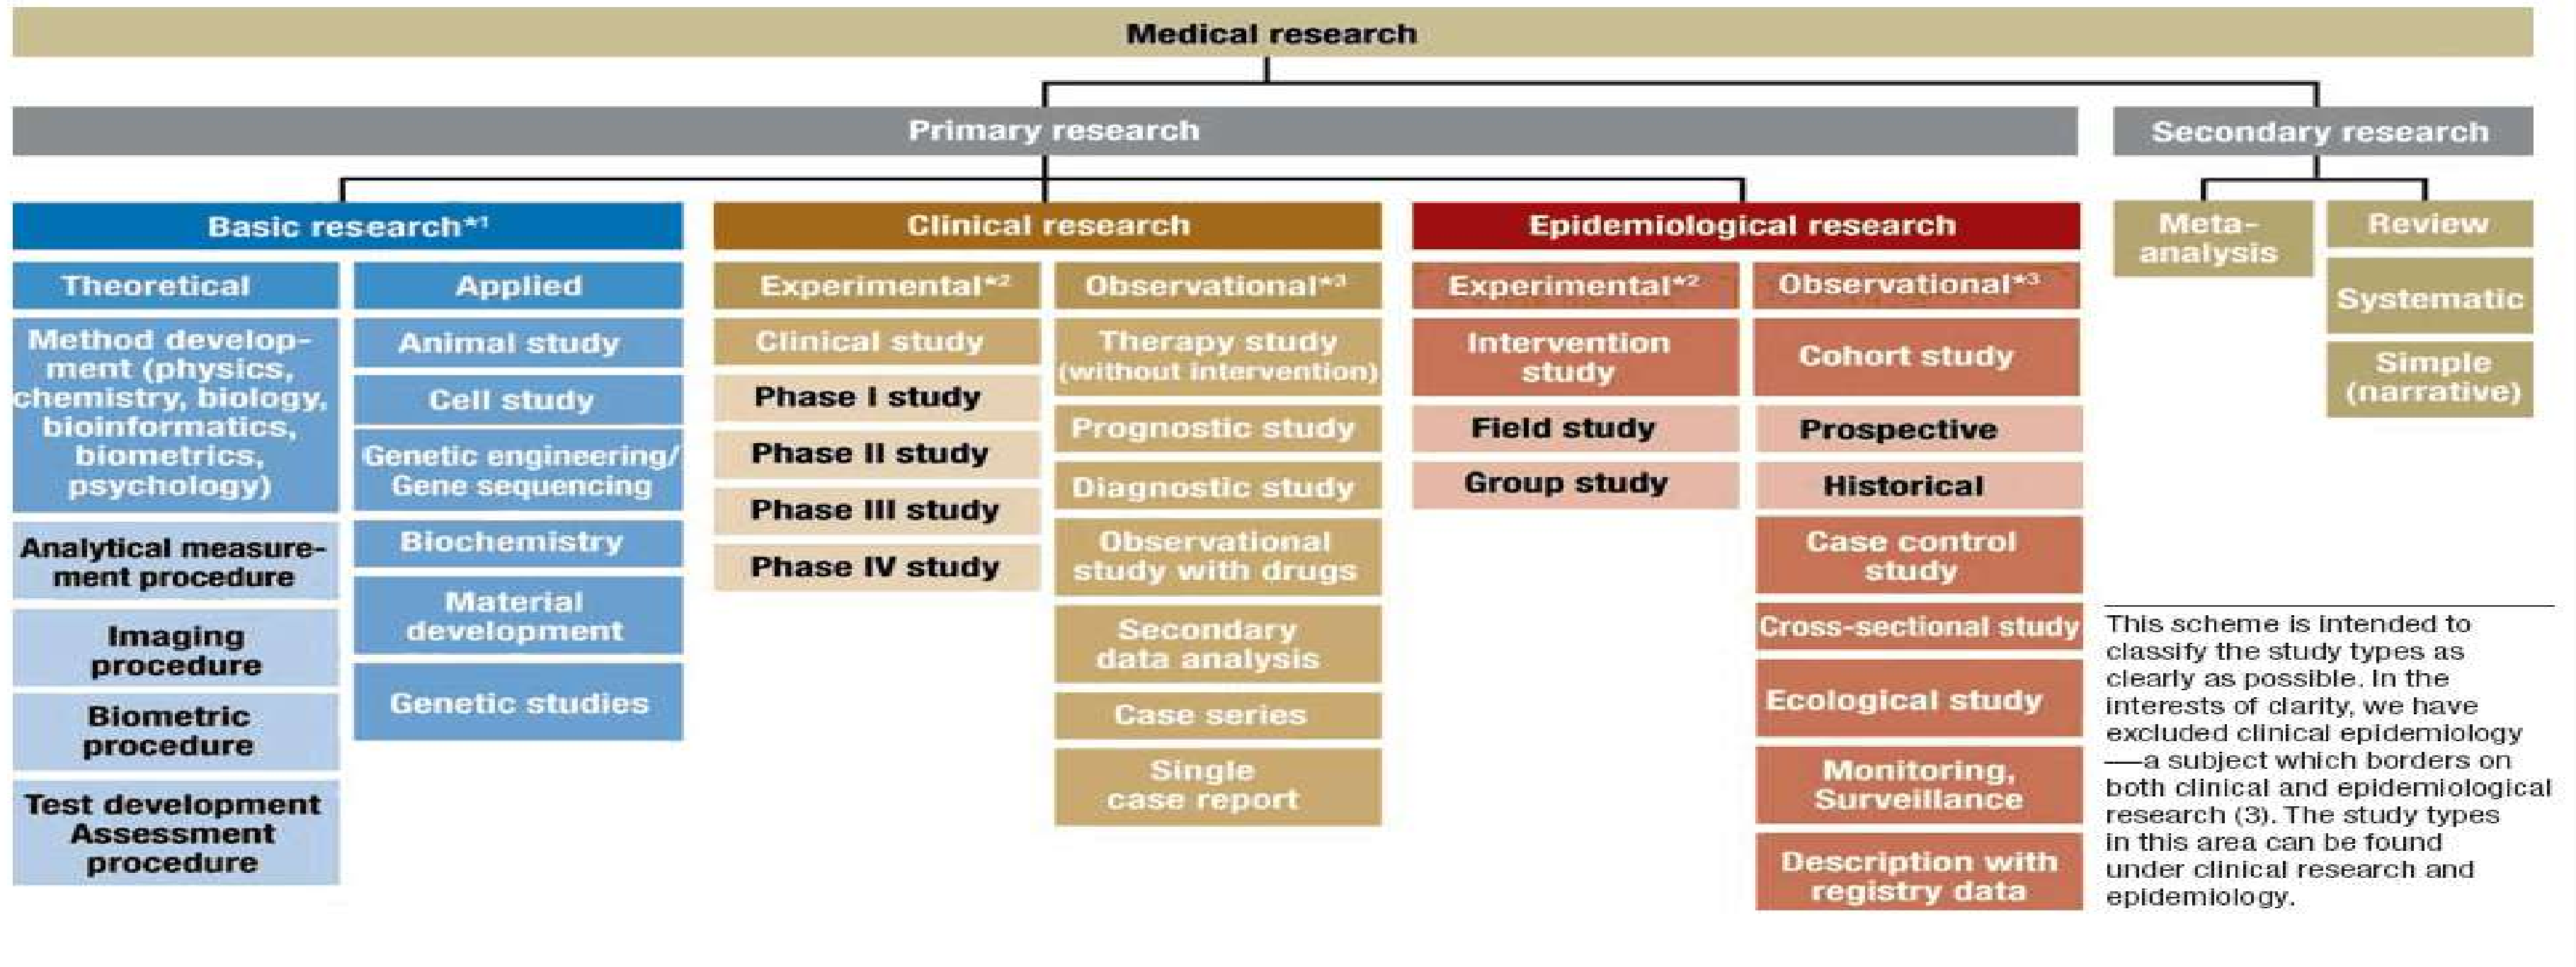 Medical research
Primary research
Secondary research
Basic research*1
Clinical research
Epidemiological research
Meta-
analysis
Review
Systematic
Simple
(narrative)
Theoretical
Method develop-
ment (physics,
chemistry, biology,
bioinformatics,
biometrics,
psychology)
Analytical measure-
ment procedure
Imaging
procedure
Biometric
procedure
Test development
Assessment
procedure
Applied
Animal study
Cell study
Genetic engineering/
Gene sequencing
Biochemistry
Material
development
Genetic studies
Experimental*2
Clinical study
Phase I study
Phase II study
Phase III study
Phase IV study
Observational*3
Therapy study
(without intervention)
Prognostic study
Diagnostic study
Observational
study with drugs
Secondary
data analysis
Case series
Single
case report
Experimental*2
Intervention
study
Field study
Group study
Observational*3
Cohort study
Prospective
Historical
Case control
study
Cross-sectional study
Ecological study
Monitoring,
Surveillance
Description with
registry data
This scheme is intended to
classify the study types as
clearly as possible. In the
interests of clarity, we have
excluded clinical epidemiology
—a subject which borders on
both clinical and epidemiological
research (3). The study types
in this area can be found
under clinical research and
epidemiology.